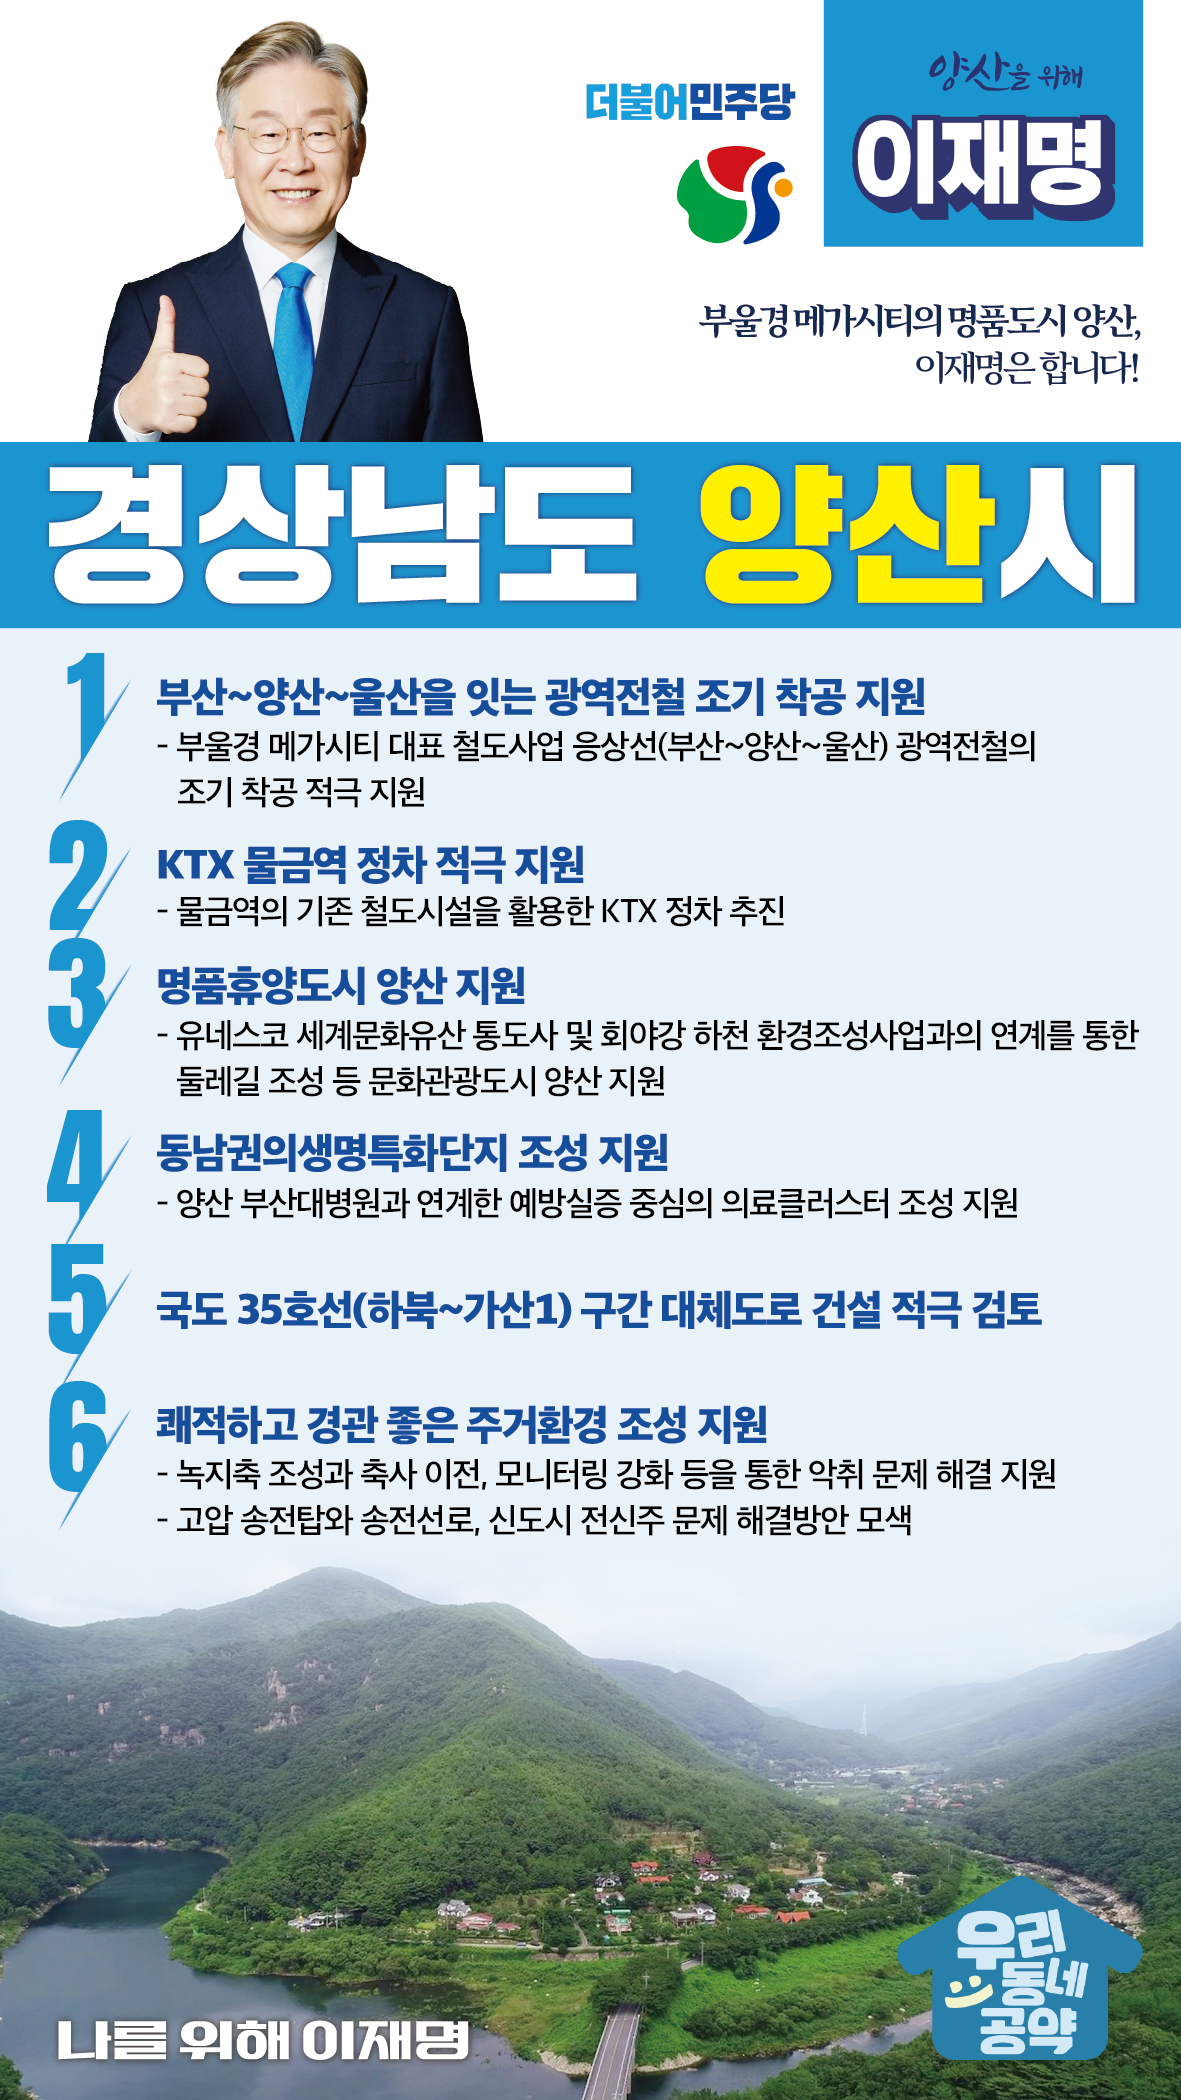 더불어민주당
양산을 위해
이재명
부울경 메가시티의 명품도시 양산,
이재명은 합니다!
경상남도 양산시
1
부산~양산~울산을 잇는 광역전철 조기 착공 지원
- 부울경 메가시티 대표 철도사업 응상선(부산~양산~울산) 광역전철의
조기 착공 적극 지원
2
KTX 물금역 정차 적극 지원
- 물금역의 기존 철도시설을 활용한 KTX 정차 추진
3
명품휴양도시 양산 지원
- 유네스코 세계문화유산 통도사 및 회야강 하천 환경조성사업과의 연계를 통한
둘레길 조성 등 문화관광도시 양산 지원
4
동남권의생명특화단지 조성 지원
- 양산 부산대병원과 연계한 예방실증 중심의 의료클러스터 조성 지원
5
국도 35호선(하북~가산1) 구간 대체도로 건설 적극 검토
6
쾌적하고 경관 좋은 주거환경 조성 지원
- 녹지축 조성과 축사 이전, 모니터링 강화 등을 통한 악취 문제 해결 지원
- 고압 송전탑와 송전선로, 신도시 전신주 문제 해결방안 모색
나를 위해 이재명
우리
동네
공약